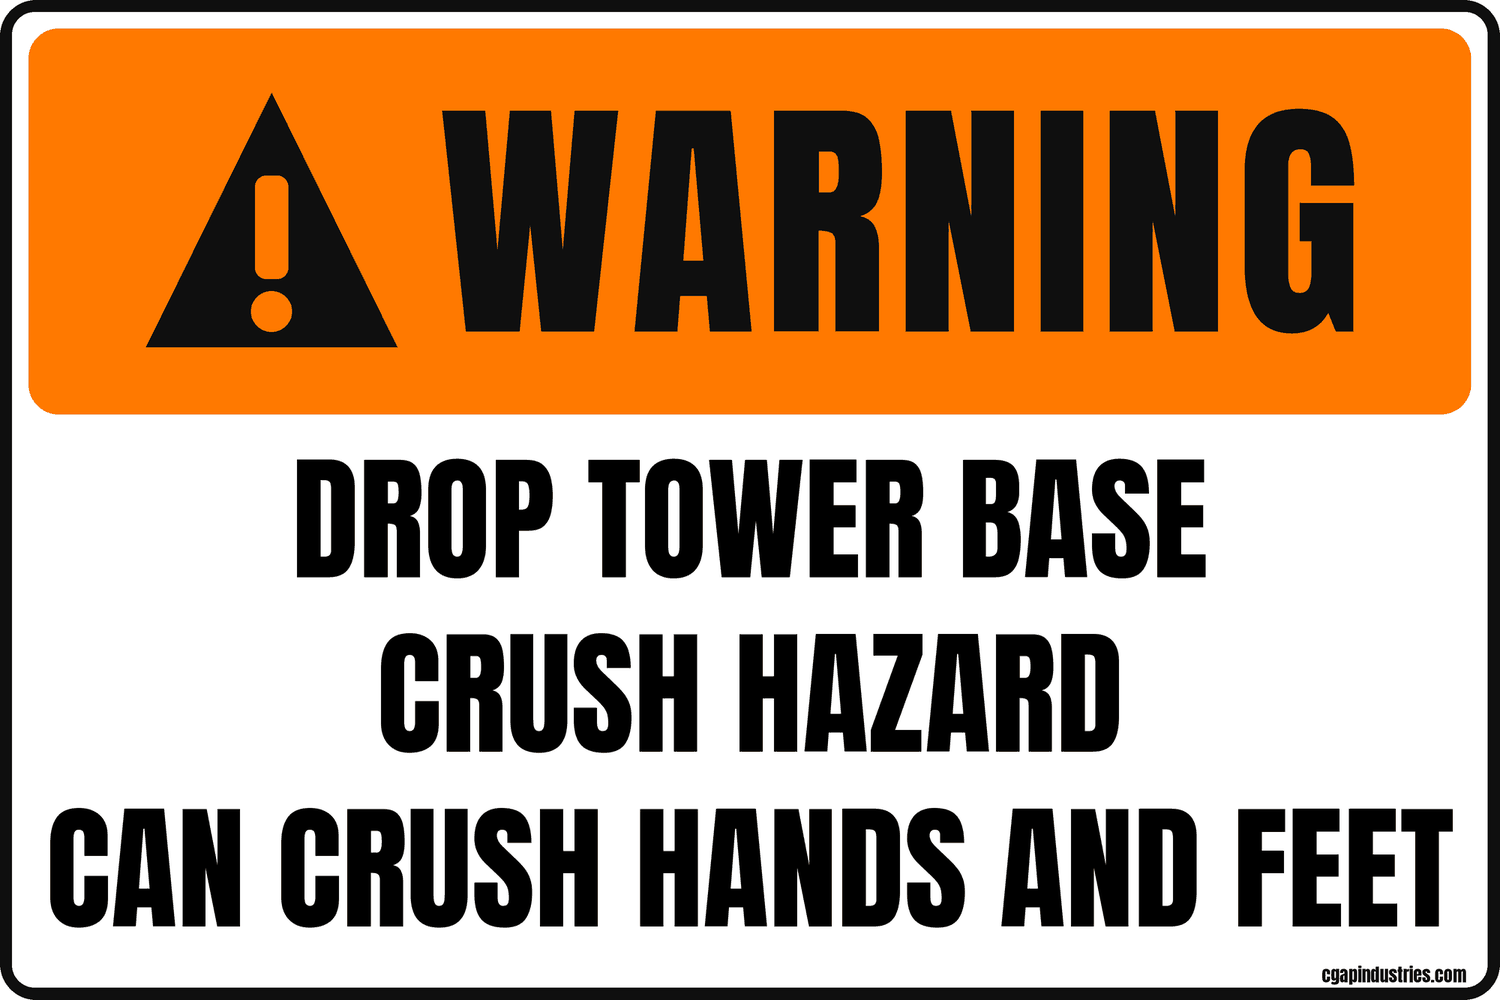 WARNING
DROP TOWER BASE
CRUSH HAZARD
CAN CRUSH HANDS AND FEET
cgapindustries.com